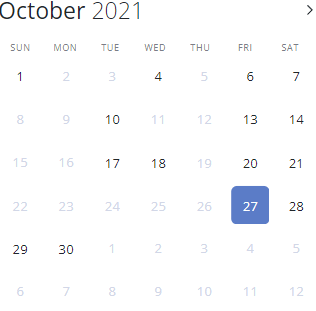 October 2021 >
SUN MON TUE WED THU FRI SAT
1 2 3 4 5 6 7
8 9 10 11 12 13 14
15 16 17 18 19 20 21
22 23 24 25 26 27 28
29 30 1 2 3 4 5
6 7 8 9 10 11 12